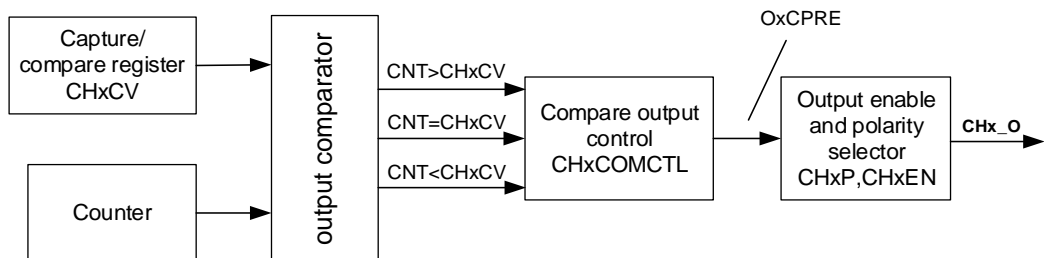 Capture/
compare register
CHxCV
Counter
output comparator
CNT>CHxCV
CNT=CHxCV
CNT<CHxCV
Compare output
control
CHxCOMCTL
OxCPRE
Output enable
and polarity
selector
CHxP,CHxEN
CHx_O